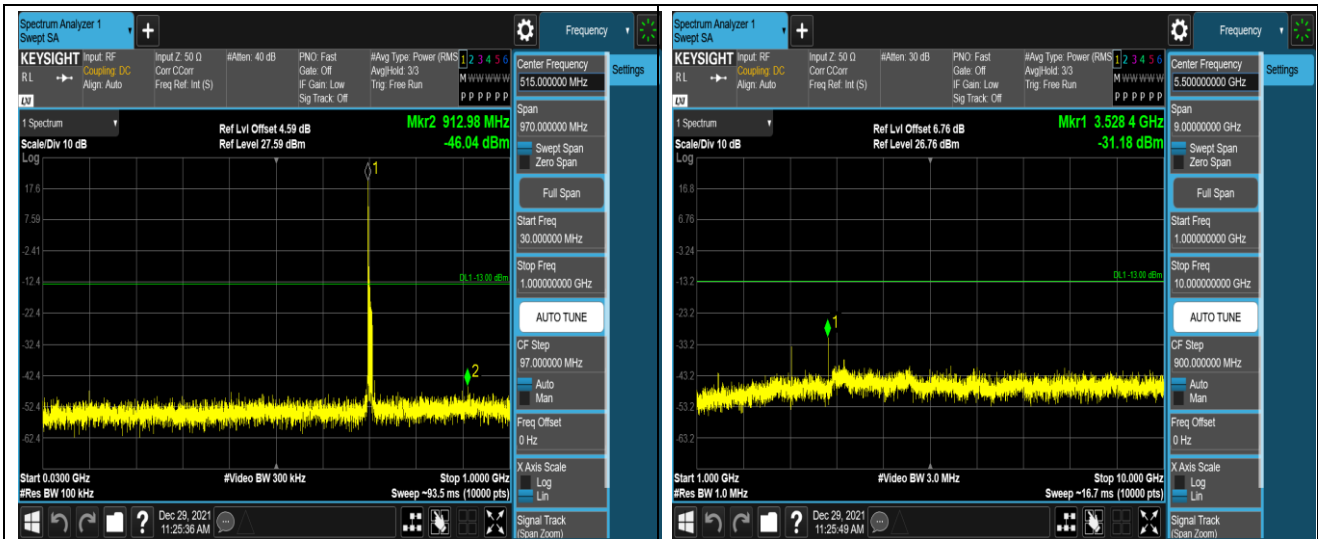 Spectrum Analyzer 1
Swept SA
+
Frequency
KEYSIGHT
RL
LXI
Input: RF
Coupling: DC
Align: Auto
Input Z: 50 Ω
Corr CCorr
Freq Ref: Int (S)
#Atten: 40 dB
PNO: Fast
Gate: Off
IF Gain: Low
Sig Track: Off
#Avg Type: Power (RMS
Avg|Hold: 3/3
Trig: Free Run
1 2 3 4 5 6
M W W W W W
P P P P P P
Center Frequency
515.000000 MHz
Settings
1 Spectrum
Scale/Div 10 dB
Ref Lvl Offset 4.59 dB
Ref Level 27.59 dBm
Mkr2 912.98 MHz
-46.04 dBm
Log
17.6
7.59
-2.41
-12.4
-22.4
-32.4
-42.4
-52.4
-62.4
1
DL1 -13.00 dBm
2
Start 0.0300 GHz
#Res BW 100 kHz
#Video BW 300 kHz
Stop 1.0000 GHz
Sweep ~93.5 ms (10000 pts)
Span
970.000000 MHz
Swept Span
Zero Span
Full Span
Start Freq
30.000000 MHz
Stop Freq
1.000000000 GHz
AUTO TUNE
CF Step
97.000000 MHz
Auto
Man
Freq Offset
0 Hz
X Axis Scale
Log
Lin
Signal Track
(Span Zoom)
?
Dec 29, 2021
11:25:36 AM
Spectrum Analyzer 1
Swept SA
+
Frequency
KEYSIGHT
RL
LXI
Input: RF
Coupling: DC
Align: Auto
Input Z: 50 Ω
Corr CCorr
Freq Ref: Int (S)
#Atten: 30 dB
PNO: Fast
Gate: Off
IF Gain: Low
Sig Track: Off
#Avg Type: Power (RMS
Avg|Hold: 3/3
Trig: Free Run
1 2 3 4 5 6
M W W W W W
P P P P P P
Center Frequency
5.500000000 GHz
Settings
1 Spectrum
Scale/Div 10 dB
Ref Lvl Offset 6.76 dB
Ref Level 26.76 dBm
Mkr1 3.528 4 GHz
-31.18 dBm
Log
16.8
6.76
-3.24
-13.2
-23.2
-33.2
-43.2
-53.2
-63.2
DL1 -13.00 dBm
1
Start 1.000 GHz
#Res BW 1.0 MHz
#Video BW 3.0 MHz
Stop 10.000 GHz
Sweep ~16.7 ms (10000 pts)
Span
9.00000000 GHz
Swept Span
Zero Span
Full Span
Start Freq
1.000000000 GHz
Stop Freq
10.000000000 GHz
AUTO TUNE
CF Step
900.000000 MHz
Auto
Man
Freq Offset
0 Hz
X Axis Scale
Log
Lin
Signal Track
(Span Zoom)
?
Dec 29, 2021
11:25:49 AM